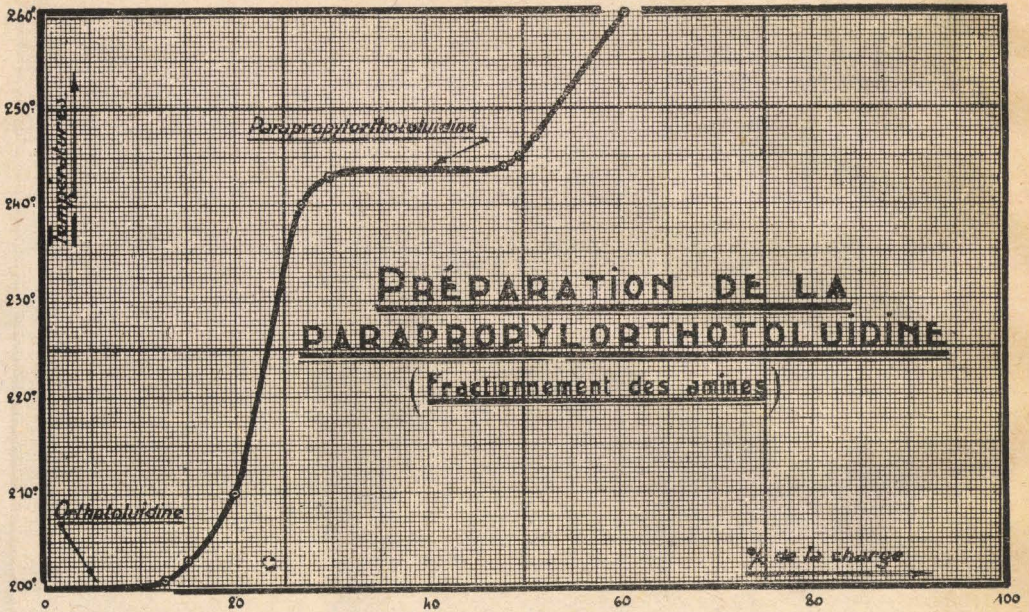 260°
250°
240°
230°
220°
210°
200°
Températures
Parapropylorthotoluidine
PRÉPARATION DE LA
PARAPROPYLORTHOTOLUIDINE
(Fractionnement des amines)
Orthotoluidine
% de la charge
0 20 40 60 80 100